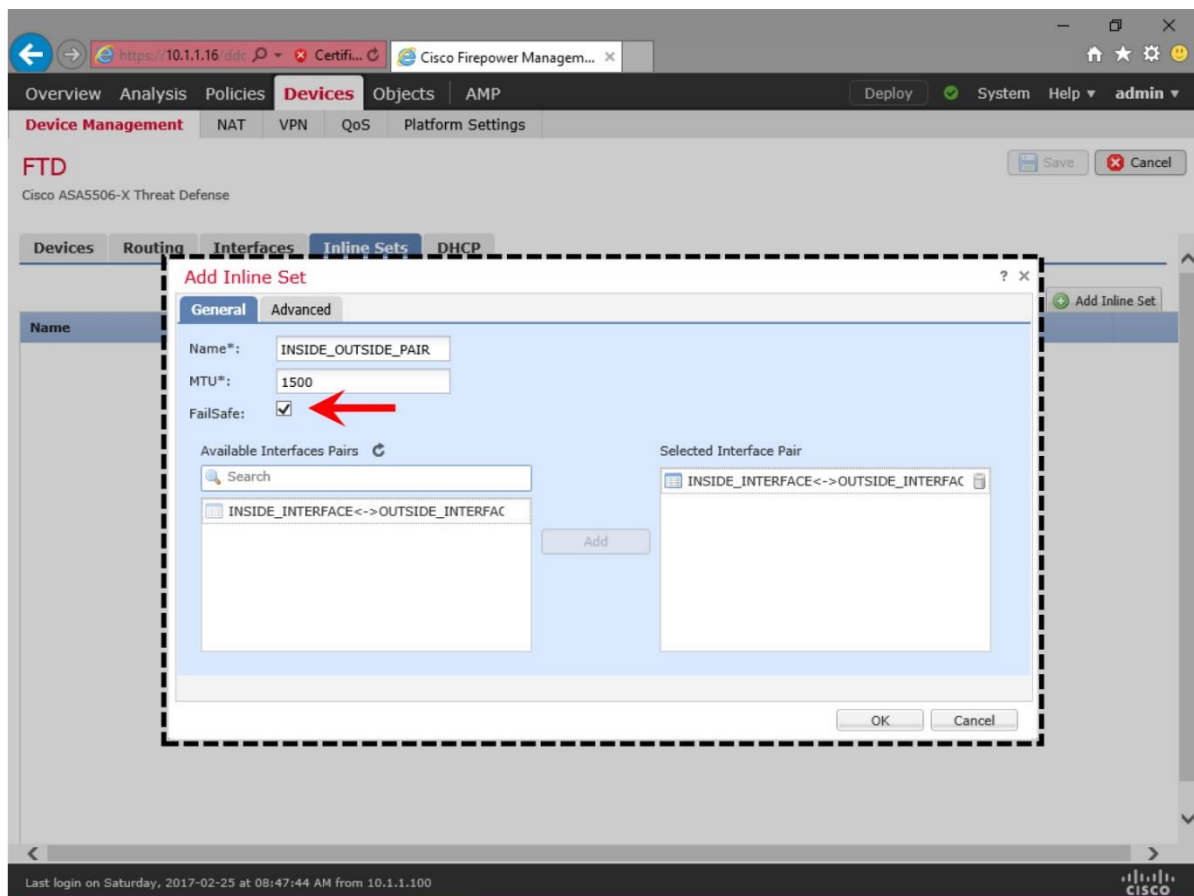 https://10.1.1.16/ddc Certifi... Cisco Firepower Managem...
Overview Analysis Policies Devices Objects AMP Deploy System Help admin
Device Management NAT VPN QoS Platform Settings
FTD Save Cancel
Cisco ASA5506-X Threat Defense
Devices Routing Interfaces Inline Sets DHCP
Add Inline Set ?
Add Inline Set
General Advanced
Name
Name*: INSIDE_OUTSIDE_PAIR
MTU*: 1500
FailSafe:
Available Interfaces Pairs Selected Interface Pair
Search
INSIDE_INTERFACE<->OUTSIDE_INTERFAC
INSIDE_INTERFACE<->OUTSIDE_INTERFAC
Add
OK Cancel
Last login on Saturday, 2017-02-25 at 08:47:44 AM from 10.1.1.100
CISCO